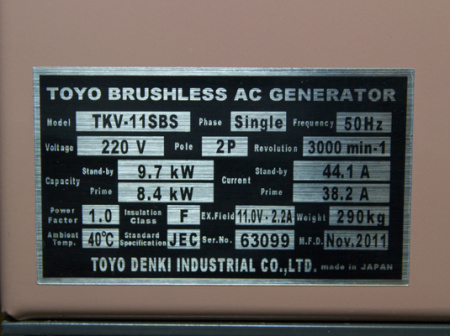 TOYO BRUSHLESS AC GENERATOR
Model TKV-11SBS Phase Single Frequency 50Hz
Voltage 220 V Pole 2P Revolution 3000 min-1
Capacity Stand-by 9.7 kW Current Stand-by 44.1 A
Prime 8.4 kW Prime 38.2 A
Power Factor 1.0 Insulation Class F EX.Field 11.0V-2.2A Weight 290kg
Ambient Temp. 40℃ Standard Specification JEC Ser.No. 63099 M.F.D. Nov.2011
TOYO DENKI INDUSTRIAL CO.,LTD. made in JAPAN